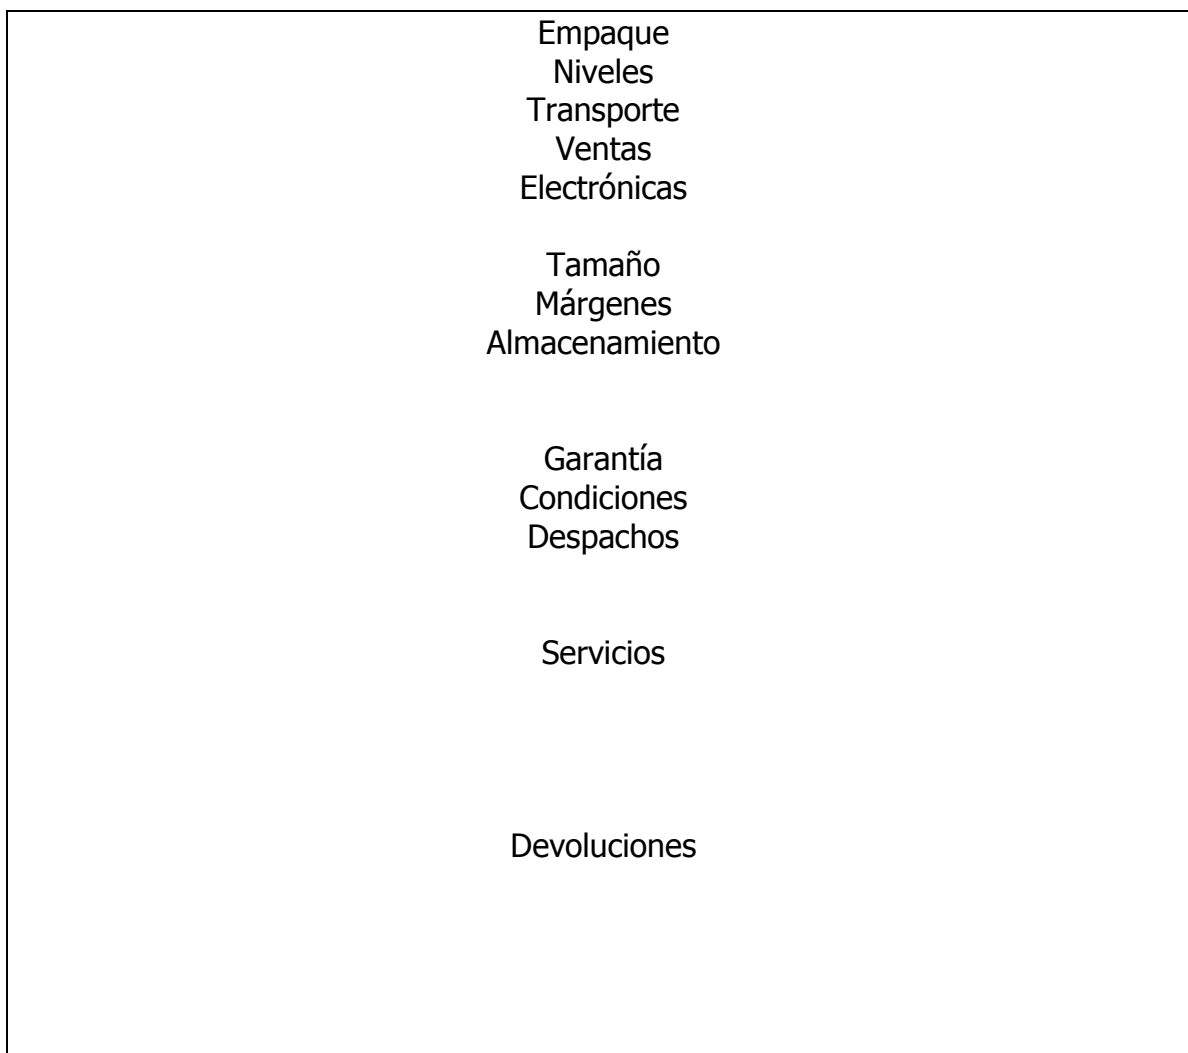 Empaque
Niveles
Transporte
Ventas
Electrónicas
Tamaño
Márgenes
Almacenamiento
Garantía
Condiciones
Despachos
Servicios
Devoluciones